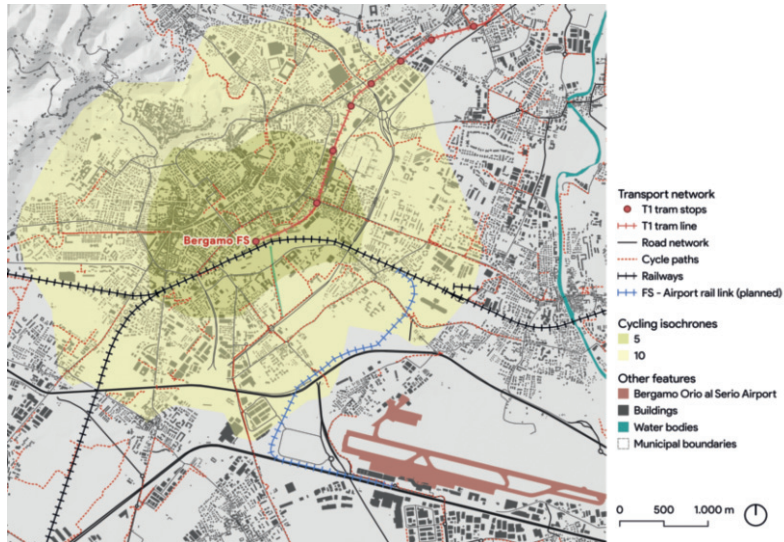 Bergamo FS
Transport network
T1 tram stops
T1 tram line
Road network
Cycle paths
Railways
FS - Airport rail link (planned)
Cycling isochrones
5
10
Other features
Bergamo Orio al Serio Airport
Buildings
Water bodies
Municipal boundaries
0 500 1.000 m